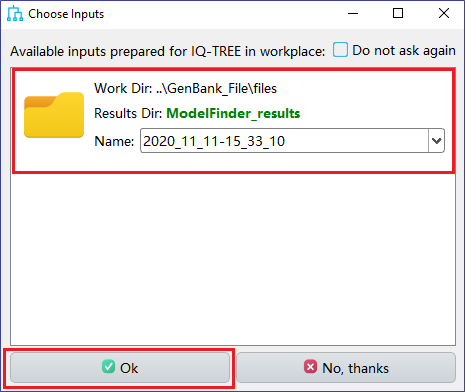 Choose Inputs
Available inputs prepared for IQ-TREE in workplace: Do not ask again
Work Dir: ..\GenBank_File\files
Results Dir: ModelFinder_results
Name: 2020_11_11-15_33_10
Ok No, thanks